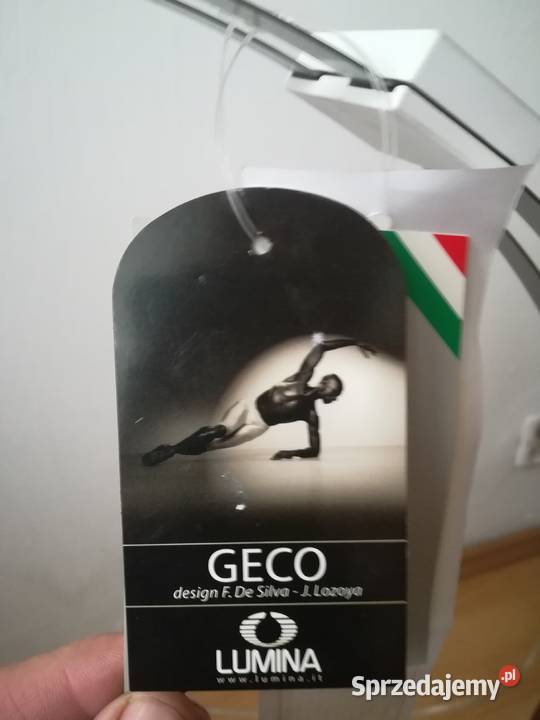 GECO
design F. De Silva - J. Lozoya
LUMINA
www.lumina.it
Sprzedajemy.pl